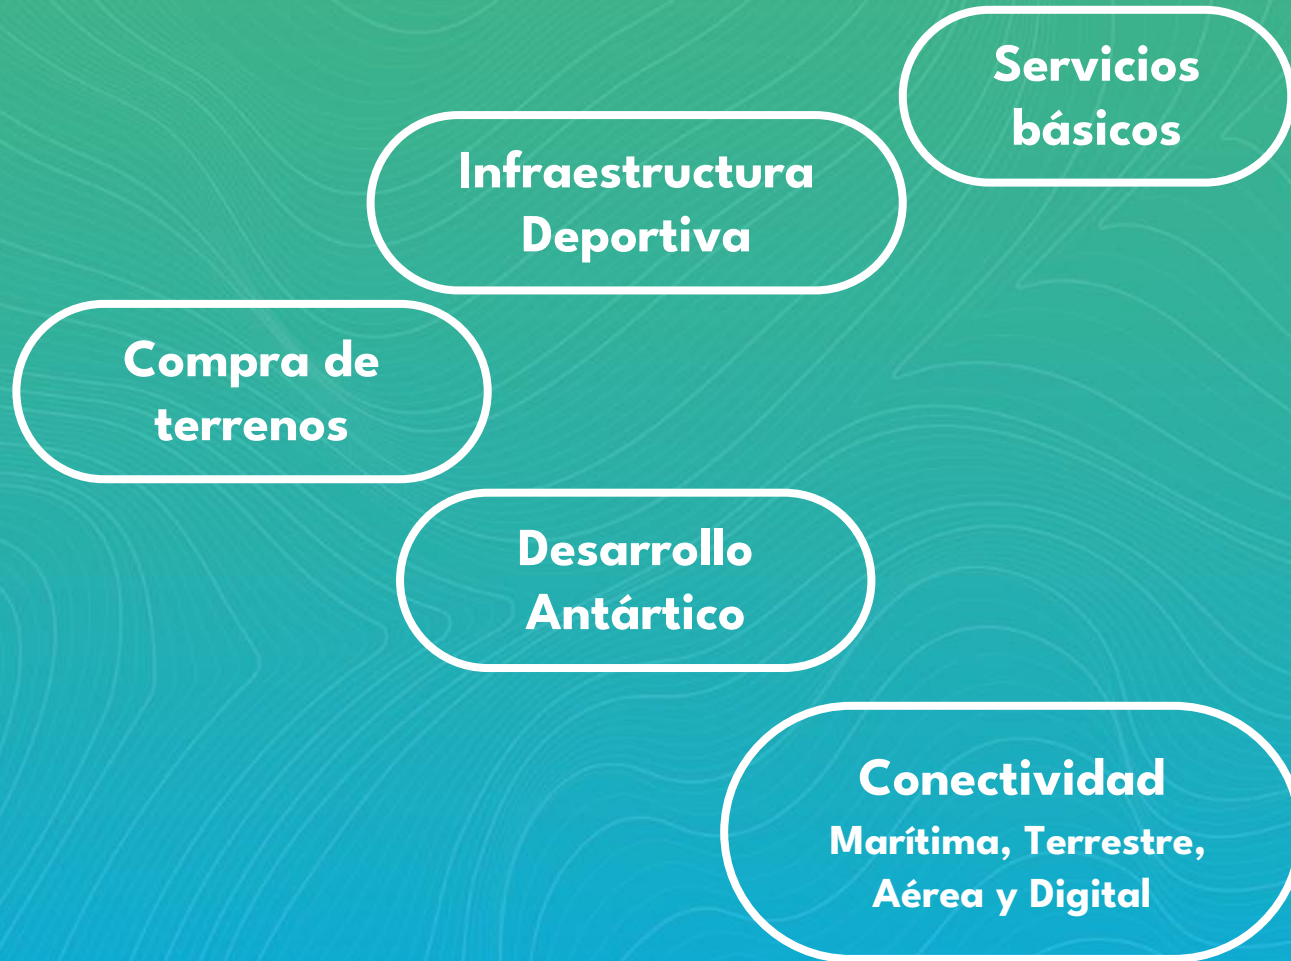 Servicios
básicos
Infraestructura
Deportiva
Compra de
terrenos
Desarrollo
Antártico
Conectividad
Marítima, Terrestre,
Aérea y Digital